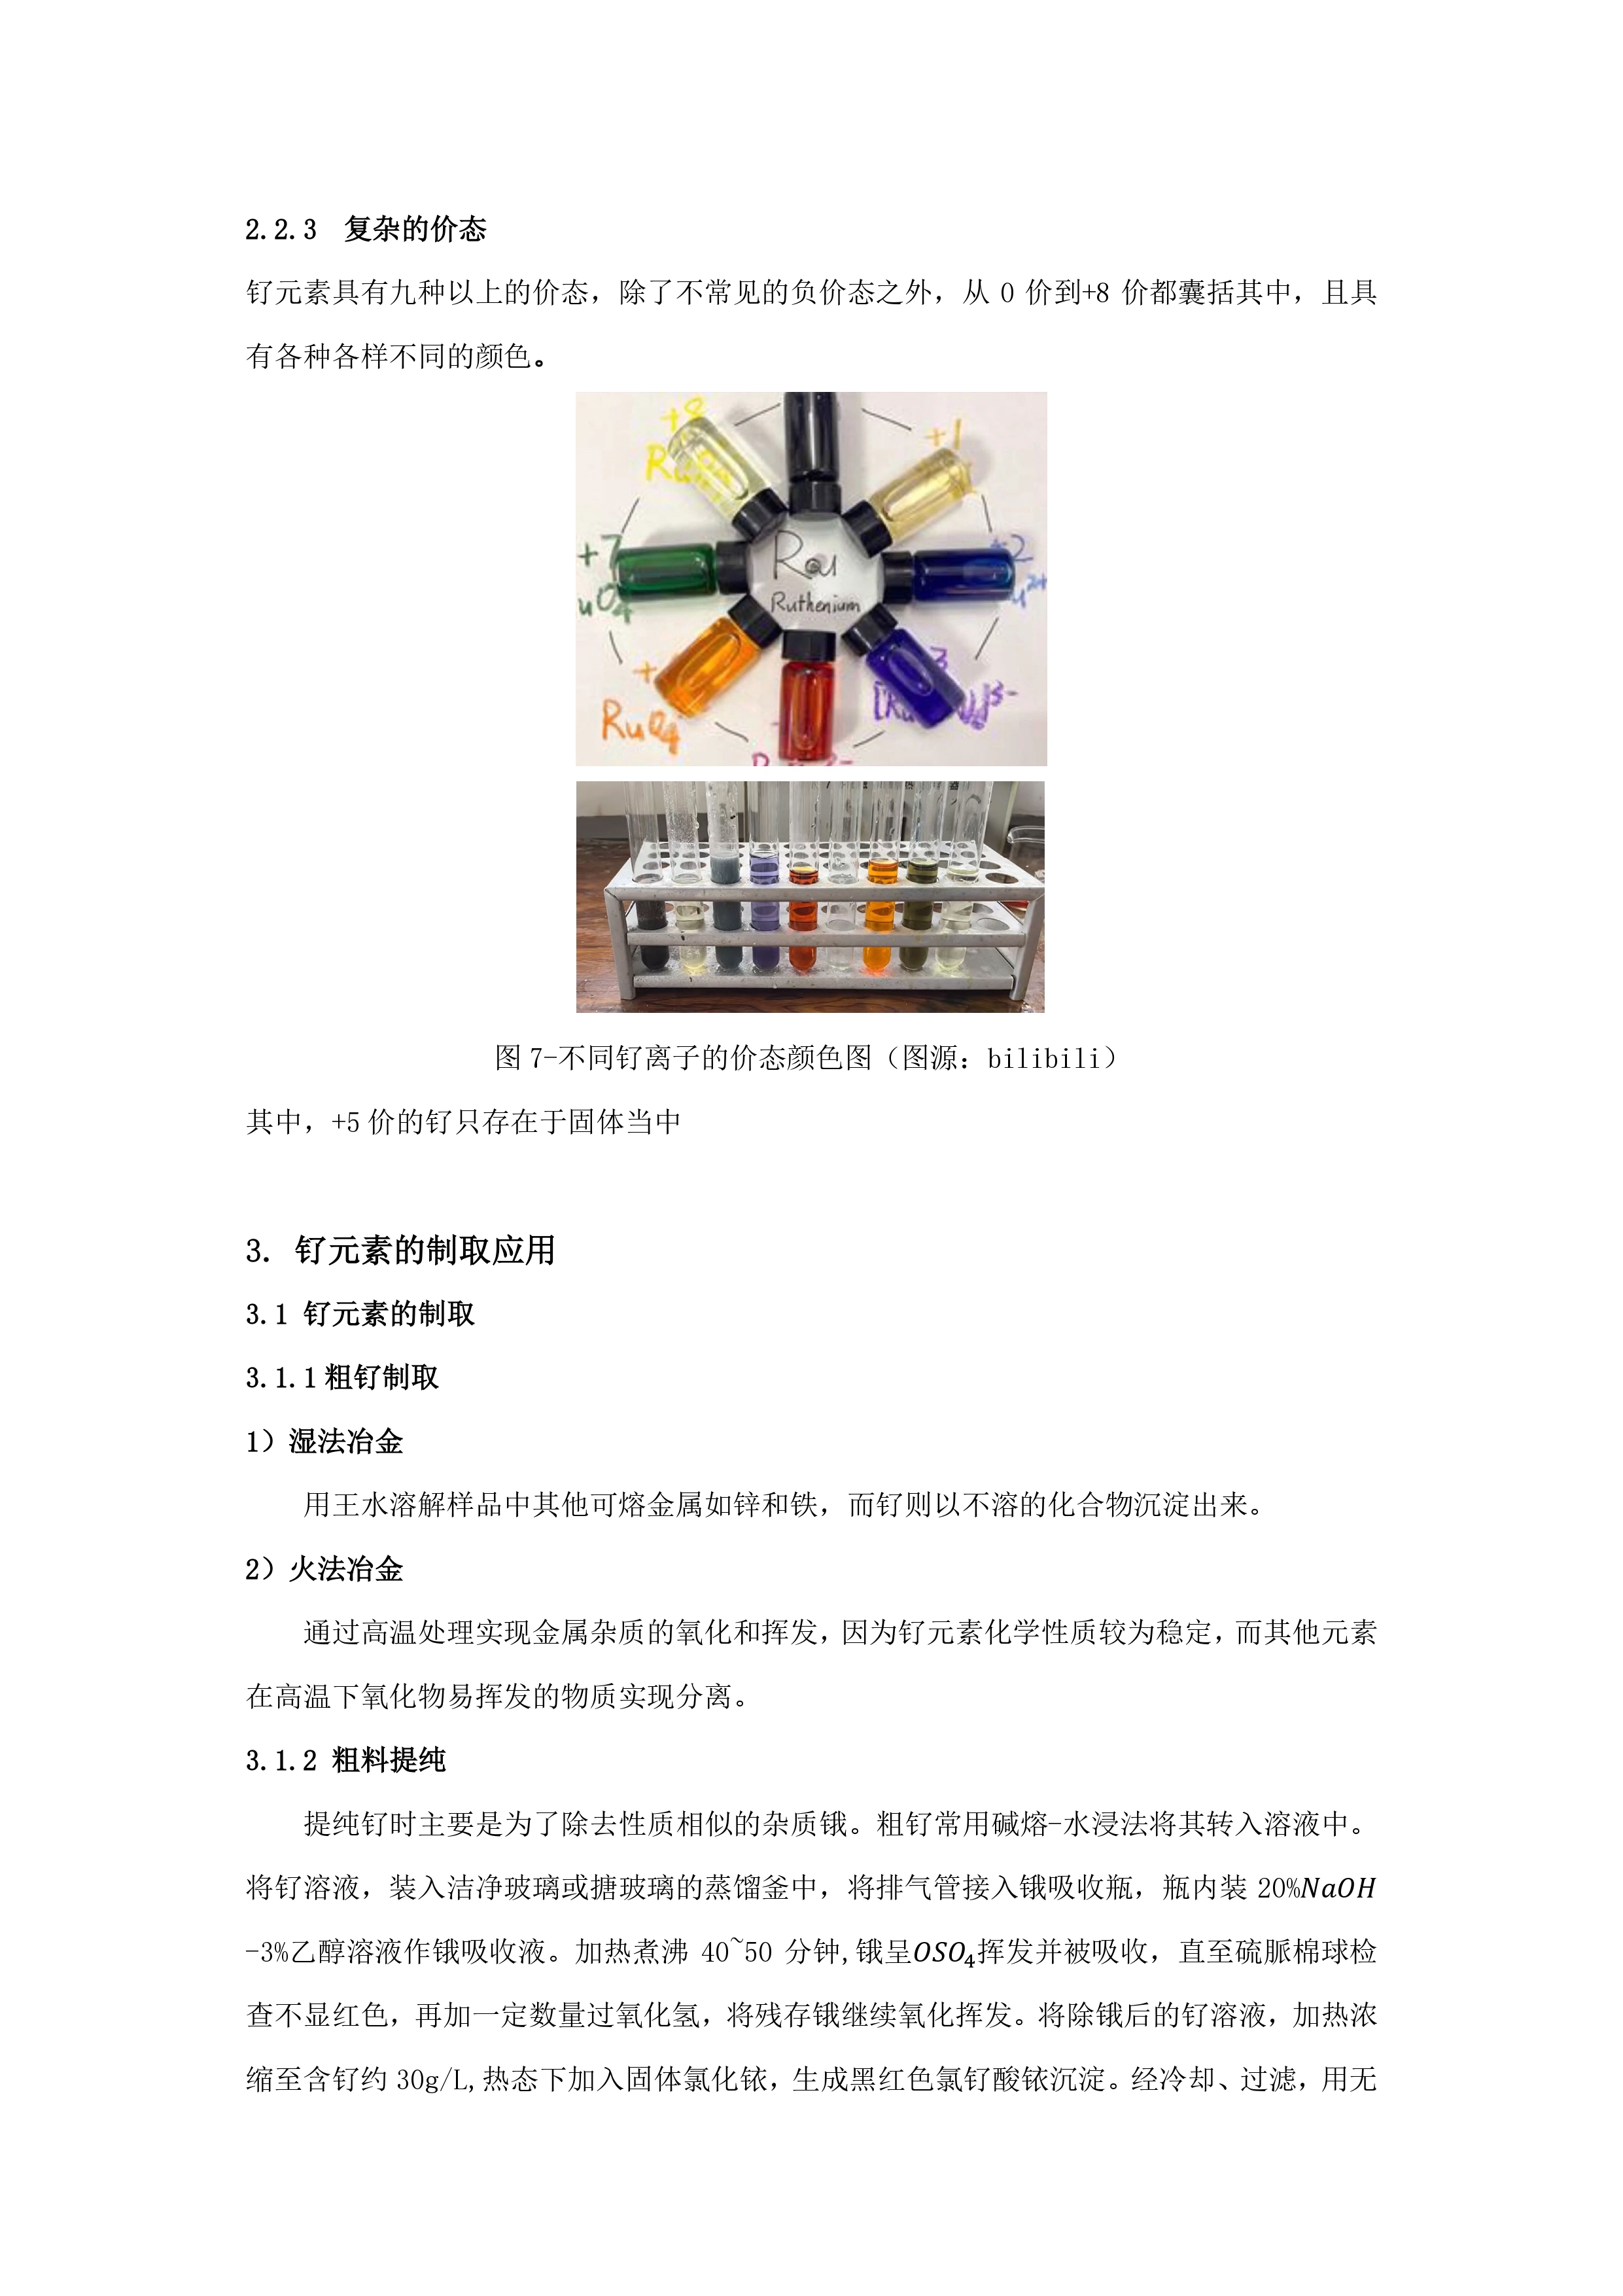 2.2.3 复杂的价态
钌元素具有九种以上的价态，除了不常见的负价态之外，从 0 价到+8 价都囊括其中，且具
有各种各样不同的颜色。
+8
+1
+7
Ru
Ruthenium
+2
RuO4
图 7-不同钌离子的价态颜色图（图源：bilibili）
其中，+5 价的钌只存在于固体当中
3. 钌元素的制取应用
3.1 钌元素的制取
3.1.1 粗钌制取
1）湿法冶金
用王水溶解样品中其他可熔金属如锌和铁，而钌则以不溶的化合物沉淀出来。
2）火法冶金
通过高温处理实现金属杂质的氧化和挥发，因为钌元素化学性质较为稳定，而其他元素
在高温下氧化物易挥发的物质实现分离。
3.1.2 粗料提纯
提纯钌时主要是为了除去性质相似的杂质锇。粗钌常用碱熔-水浸法将其转入溶液中。
将钌溶液，装入洁净玻璃或搪玻璃的蒸馏釜中，将排气管接入锇吸收瓶，瓶内装 20%NaOH
-3%乙醇溶液作锇吸收液。加热煮沸 40~50 分钟,锇呈OSO₄挥发并被吸收，直至硫脲棉球检
查不显红色，再加一定数量过氧化氢，将残存锇继续氧化挥发。将除锇后的钌溶液，加热浓
缩至含钌约 30g/L,热态下加入固体氯化铵，生成黑红色氯钌酸铵沉淀。经冷却、过滤，用无